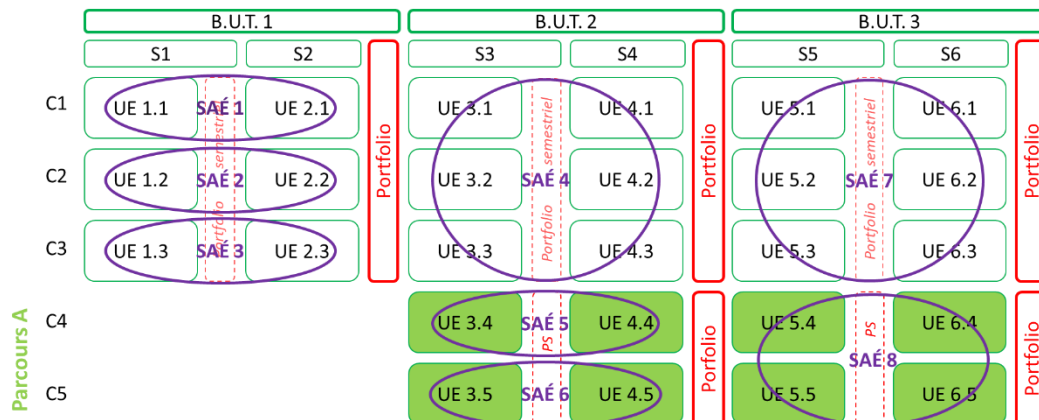 B.U.T. 1 B.U.T. 2 B.U.T. 3
S1 S2 S3 S4 S5 S6
C1 UE 1.1 SAÉ 1 UE 2.1 UE 3.1 UE 4.1 UE 5.1 UE 6.1
C2 UE 1.2 SAÉ 2 UE 2.2 UE 3.2 SAÉ 4 UE 4.2 UE 5.2 SAÉ 7 UE 6.2
C3 UE 1.3 SAÉ 3 UE 2.3 UE 3.3 UE 4.3 UE 5.3 UE 6.3
Portfolio semestriel
Portfolio
Portfolio semestriel
Portfolio
Portfolio semestriel
Portfolio
Parcours A
C4 UE 3.4 SAÉ 5 UE 4.4 UE 5.4 UE 6.4
SAÉ 8
C5 UE 3.5 SAÉ 6 UE 4.5 UE 5.5 UE 6.5
PS
Portfolio
PS
Portfolio